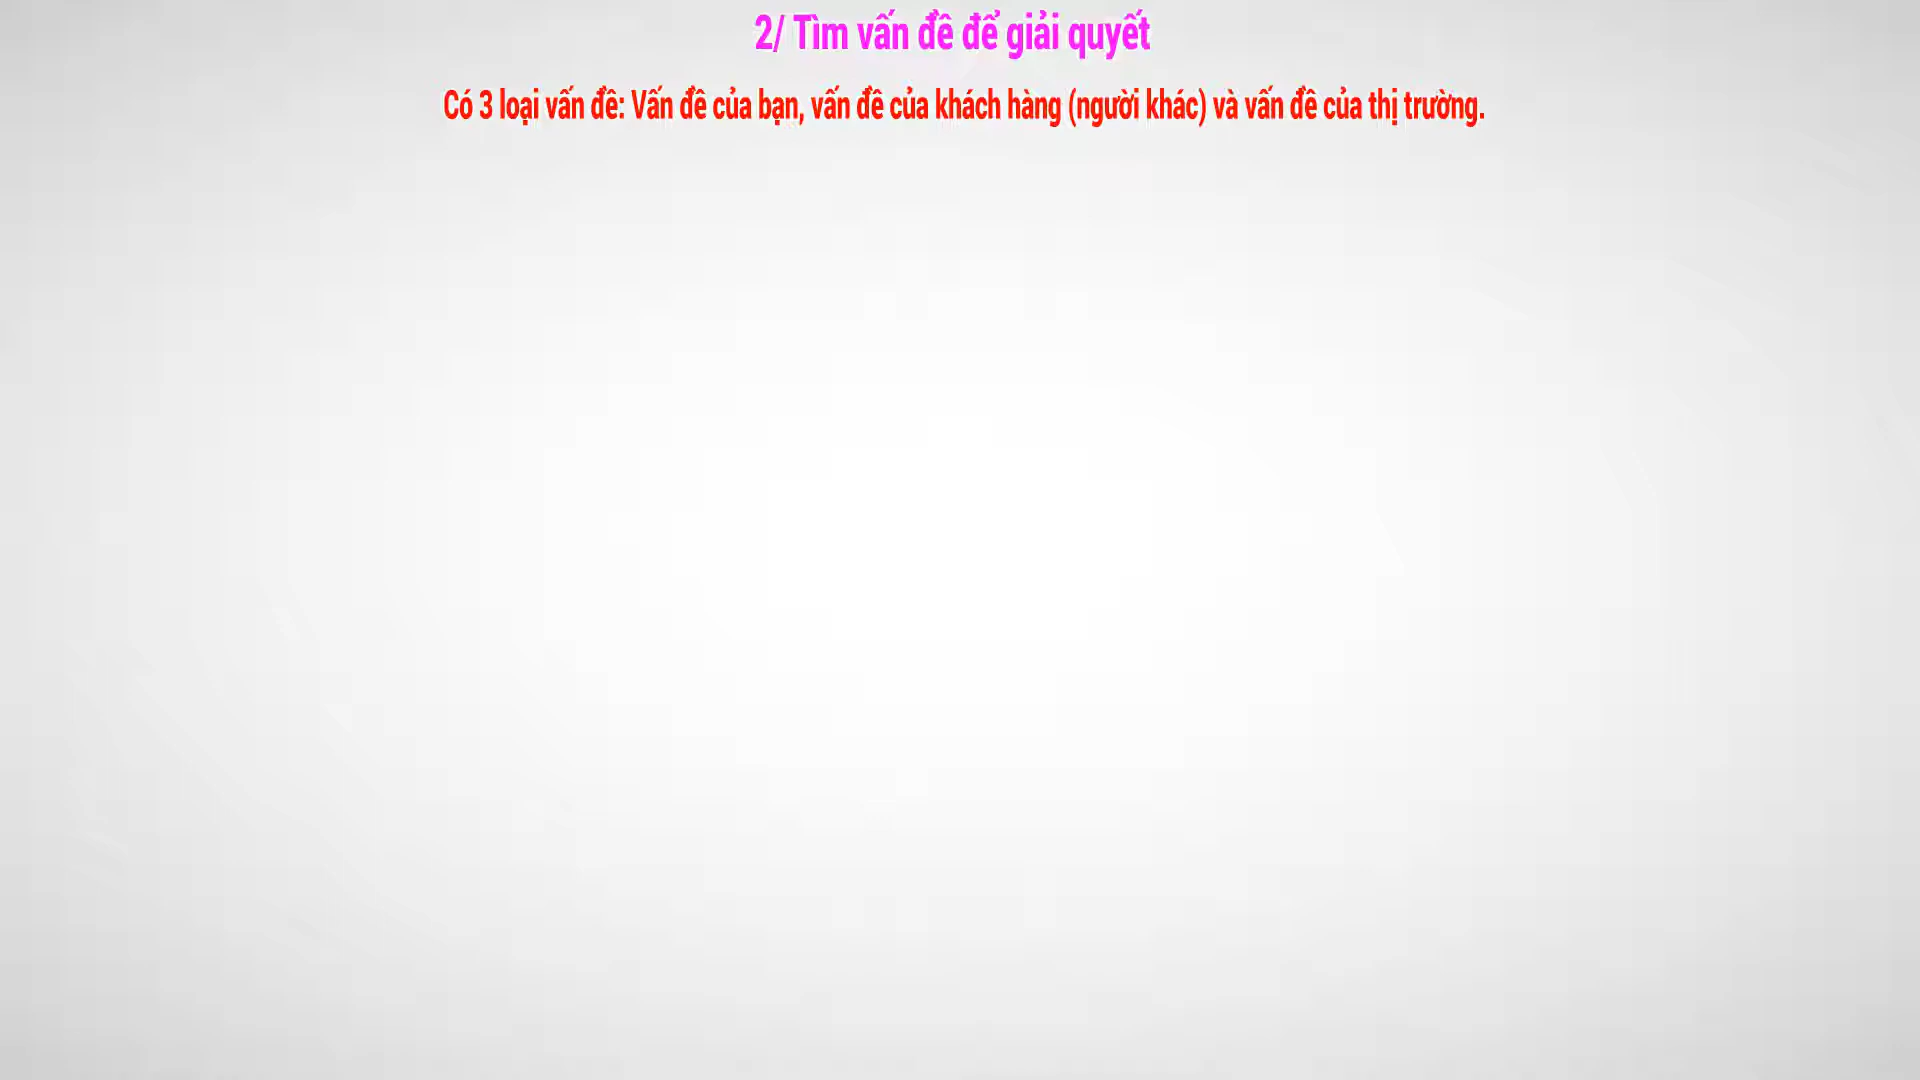 2/ Tìm vấn đề để giải quyết
Có 3 loại vấn đề: Vấn đề của bạn, vấn đề của khách hàng (người khác) và vấn đề của thị trường.